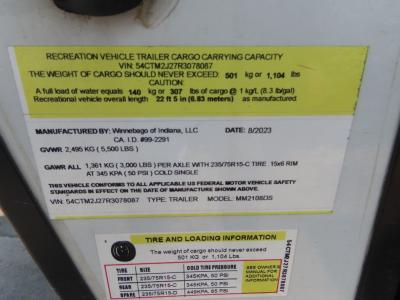 RECREATION VEHICLE TRAILER CARGO CARRYING CAPACITY
VIN: 54CTM2J27R3078087
THE WEIGHT OF CARGO SHOULD NEVER EXCEED: 501 kg or 1,104 lbs
CAUTION:
A full load of water equals 140 kg or 307 lbs of cargo @ 1 kg/L (8.3 lb/gal)
Recreational vehicle overall length 22 ft 5 in (6.83 meters)
MANUFACTURED BY: Winnebago of Indiana, LLC DATE: 8/2023
CA. I.D. #99-2291
GVWR 2,495 KG ( 5,500 LBS )
GAWR ALL 1,361 KG ( 3,000 LBS ) PER AXLE WITH 235/75R15-C TIRE 15x6 RIM
AT 345 KPA ( 50 PSI ) COLD SINGLE
THIS VEHICLE CONFORMS TO ALL APPLICABLE U.S. FEDERAL MOTOR VEHICLE
SAFETY STANDARDS IN EFFECT ON THE DATE OF MANUFACTURE SHOWN ABOVE.
VIN: 54CTM2J27R3078087 TYPE: TRAILER MODEL: MM2108DS
TIRE AND LOADING INFORMATION
The weight of cargo should never exceed
501 KG or 1,104 Lbs.
TIRE SIZE COLD TIRE PRESSURE
FRONT 235/75R15-C 345KPA, 50 PSI
REAR 235/75R15-C 345KPA, 50 PSI
SPARE 235/75R15-D 448KPA, 65 PSI
SEE OWNER'S
MANUAL FOR
ADDITIONAL
INFORMATION
54CTM2J27R3078087